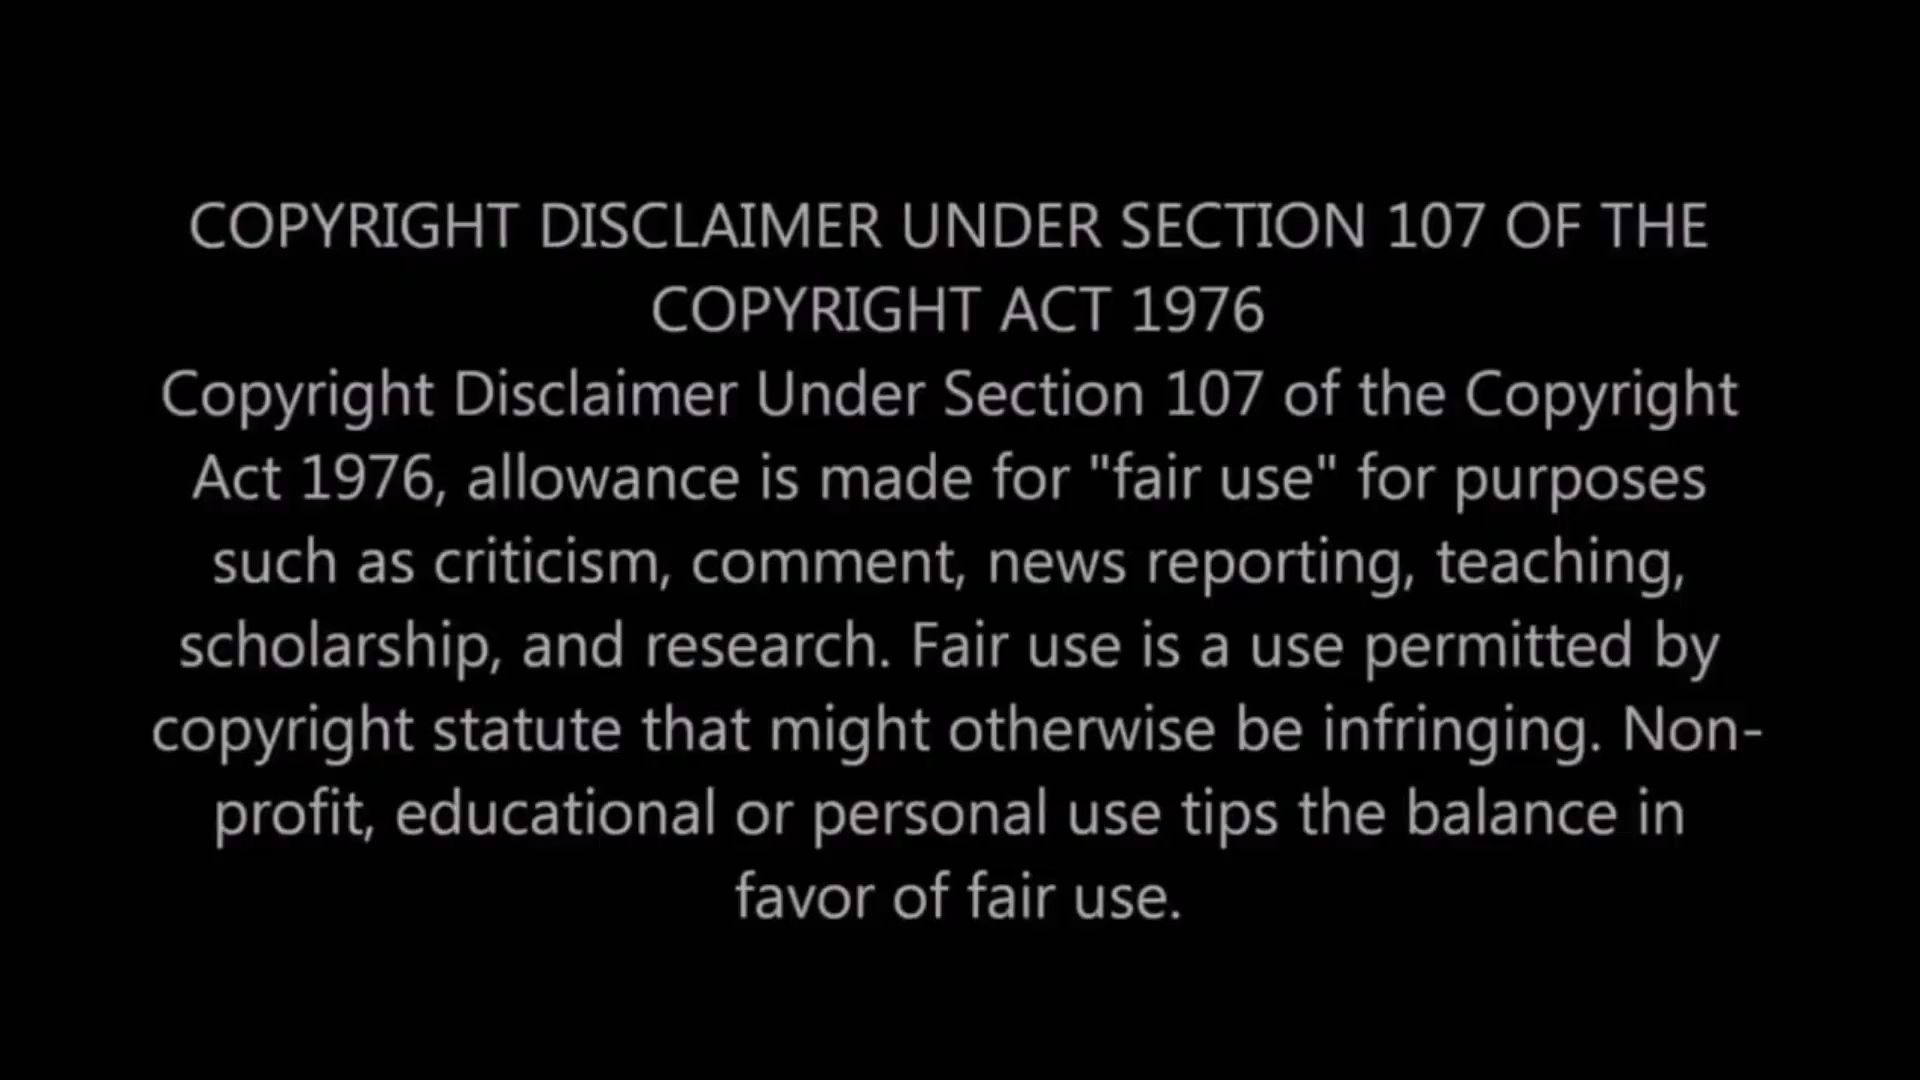 COPYRIGHT DISCLAIMER UNDER SECTION 107 OF THE
COPYRIGHT ACT 1976
Copyright Disclaimer Under Section 107 of the Copyright
Act 1976, allowance is made for "fair use" for purposes
such as criticism, comment, news reporting, teaching,
scholarship, and research. Fair use is a use permitted by
copyright statute that might otherwise be infringing. Non-
profit, educational or personal use tips the balance in
favor of fair use.